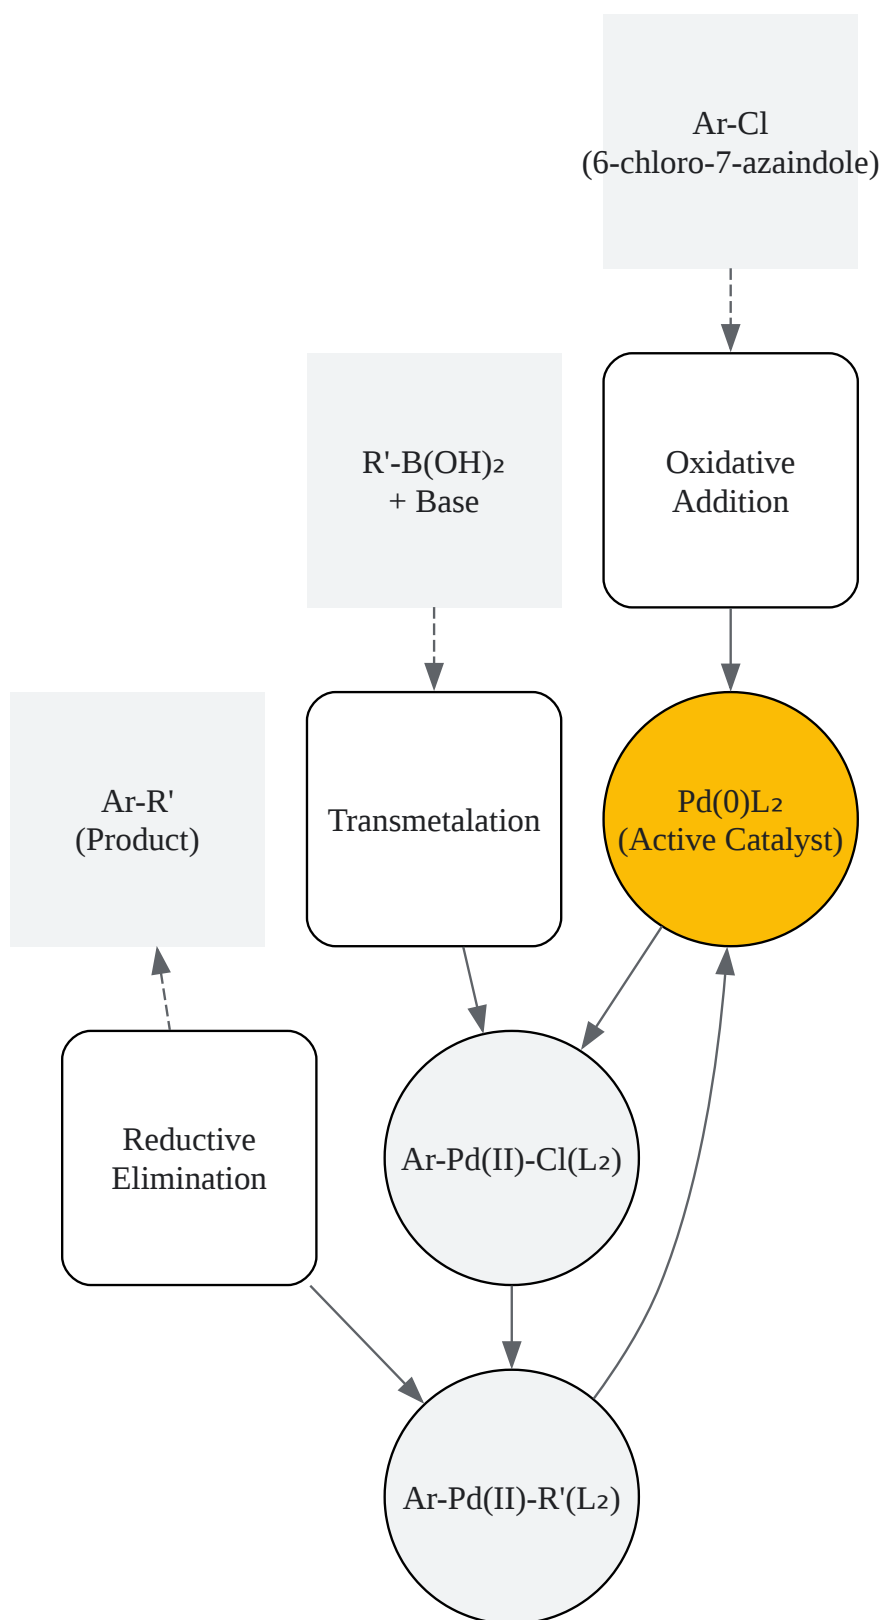 Ar-Cl
(6-chloro-7-azaindole)
R'-B(OH)₂
+ Base
Oxidative
Addition
Ar-R'
(Product)
Transmetalation
Pd(0)L₂
(Active Catalyst)
Reductive
Elimination
Ar-Pd(II)-Cl(L₂)
Ar-Pd(II)-R'(L₂)